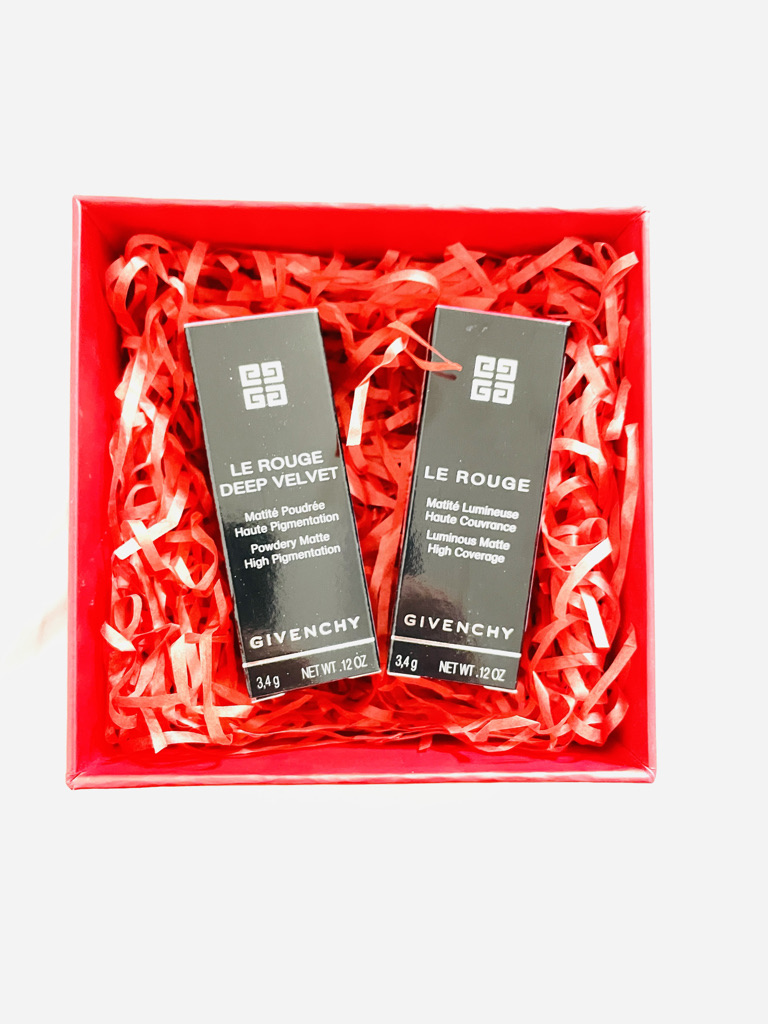 LE ROUGE
DEEP VELVET
Matité Poudrée
Haute Pigmentation
Powdery Matte
High Pigmentation
GIVENCHY
3,4 g NET WT .12 OZ
LE ROUGE
Matité Lumineuse
Haute Couvrance
Luminous Matte
High Coverage
GIVENCHY
3,4 g NET WT .12 OZ